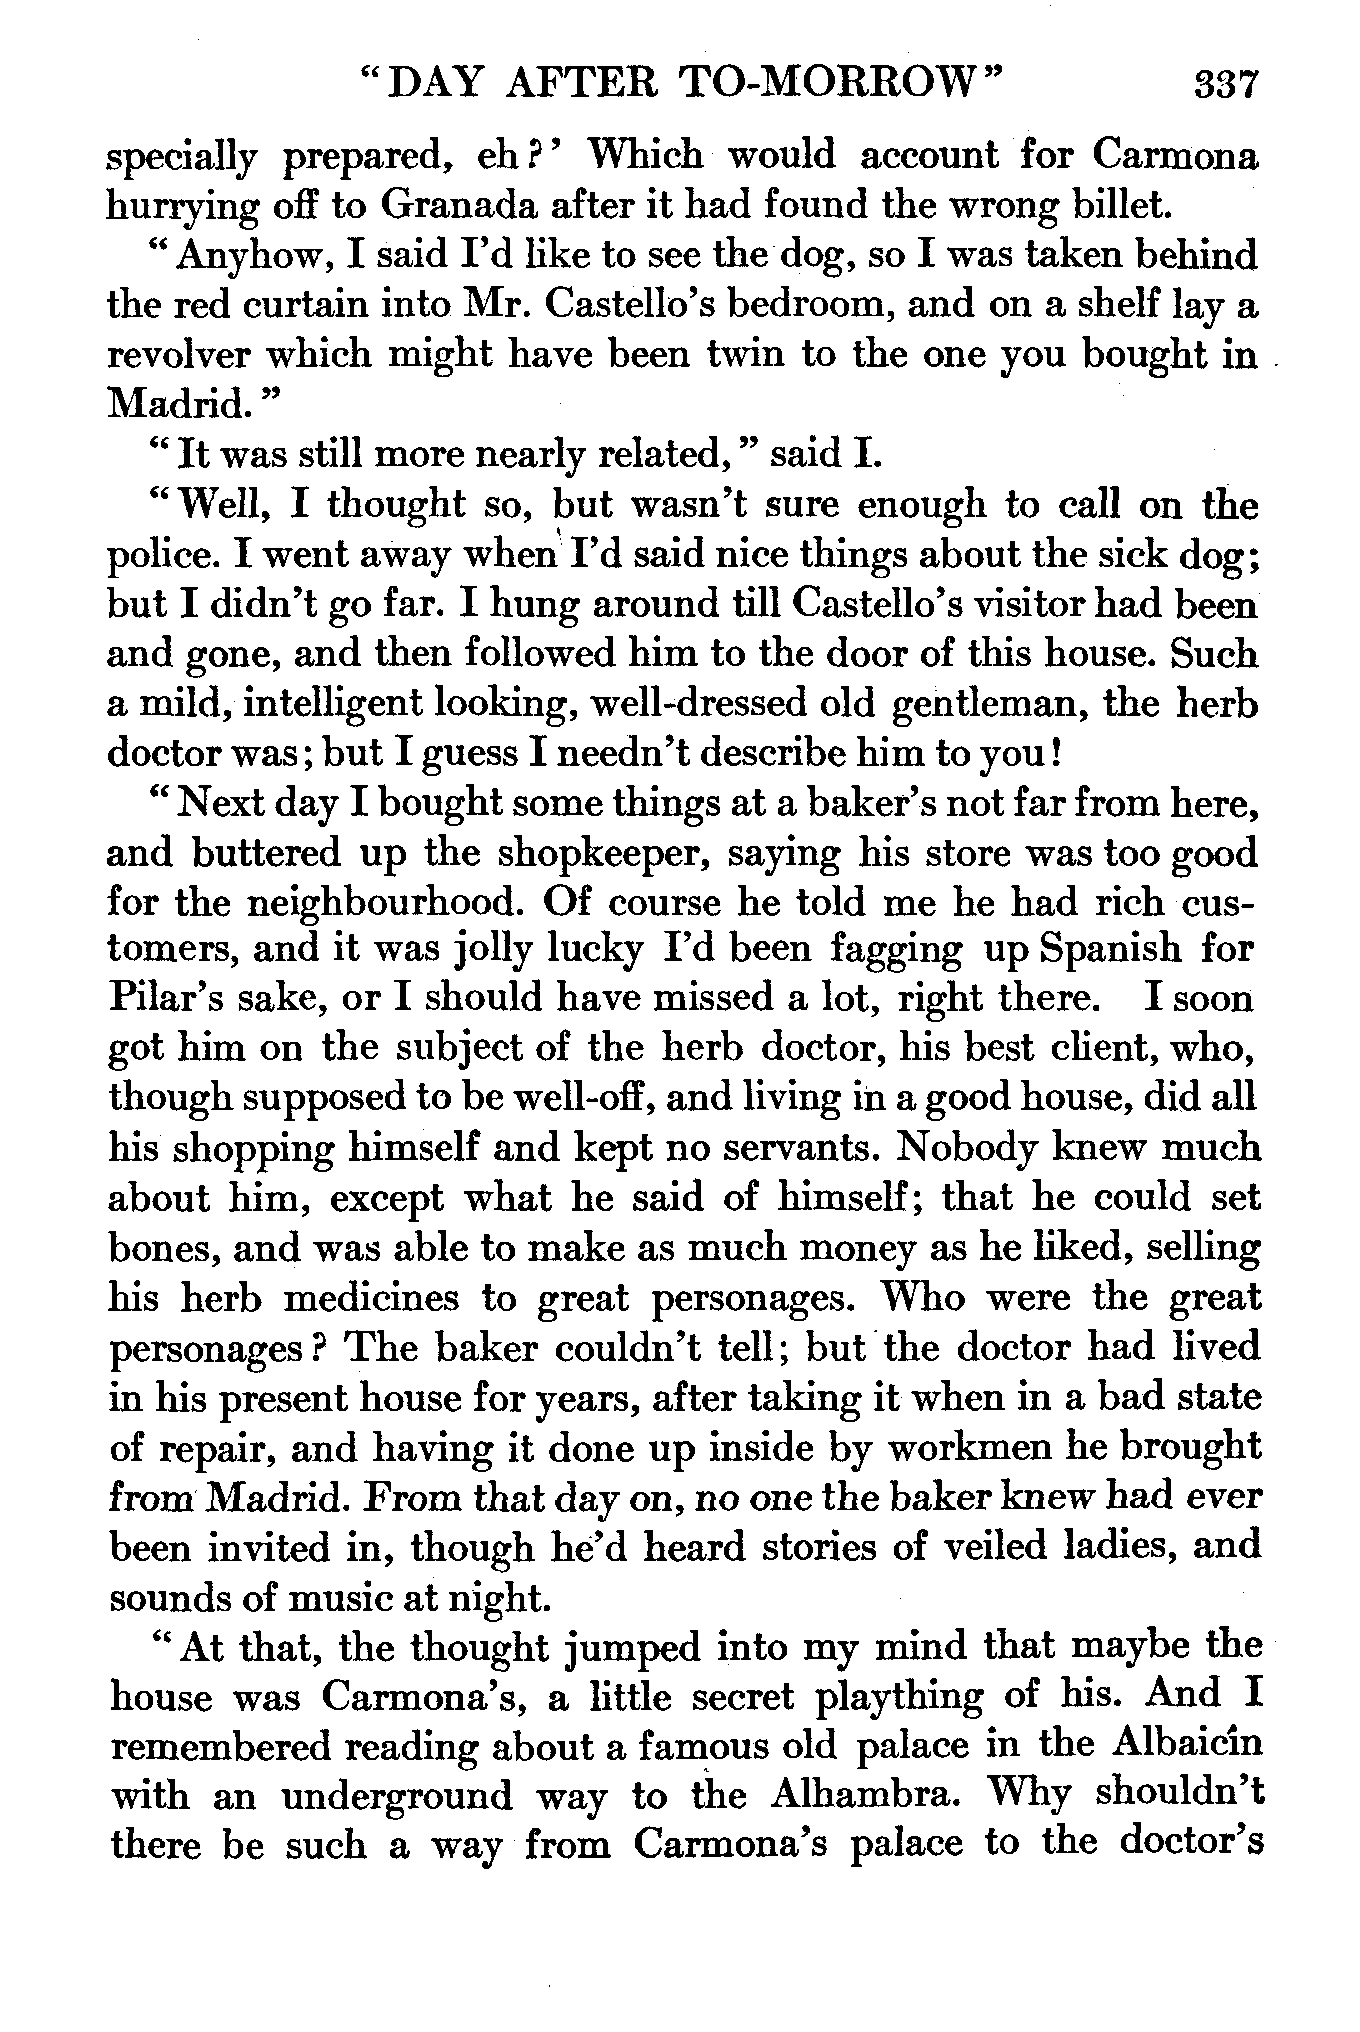 “DAY AFTER TO-MORROW” 337
specially prepared, eh?’ Which would account for Carmona
hurrying off to Granada after it had found the wrong billet.
“Anyhow, I said I’d like to see the dog, so I was taken behind
the red curtain into Mr. Castello’s bedroom, and on a shelf lay a
revolver which might have been twin to the one you bought in
Madrid.”
“It was still more nearly related,” said I.
“Well, I thought so, but wasn’t sure enough to call on the
police. I went away when I’d said nice things about the sick dog;
but I didn’t go far. I hung around till Castello’s visitor had been
and gone, and then followed him to the door of this house. Such
a mild, intelligent looking, well-dressed old gentleman, the herb
doctor was; but I guess I needn’t describe him to you!
“Next day I bought some things at a baker’s not far from here,
and buttered up the shopkeeper, saying his store was too good
for the neighbourhood. Of course he told me he had rich cus-
tomers, and it was jolly lucky I’d been fagging up Spanish for
Pilar’s sake, or I should have missed a lot, right there. I soon
got him on the subject of the herb doctor, his best client, who,
though supposed to be well-off, and living in a good house, did all
his shopping himself and kept no servants. Nobody knew much
about him, except what he said of himself; that he could set
bones, and was able to make as much money as he liked, selling
his herb medicines to great personages. Who were the great
personages? The baker couldn’t tell; but the doctor had lived
in his present house for years, after taking it when in a bad state
of repair, and having it done up inside by workmen he brought
from Madrid. From that day on, no one the baker knew had ever
been invited in, though he’d heard stories of veiled ladies, and
sounds of music at night.
“At that, the thought jumped into my mind that maybe the
house was Carmona’s, a little secret plaything of his. And I
remembered reading about a famous old palace in the Albaicín
with an underground way to the Alhambra. Why shouldn’t
there be such a way from Carmona’s palace to the doctor’s